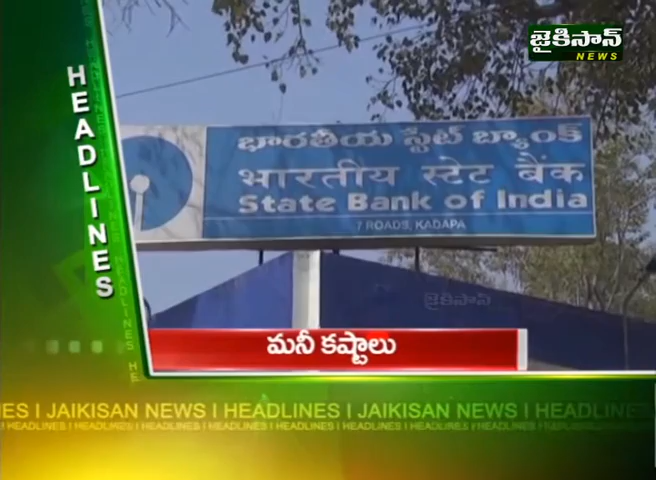 జైకిసాన్
NEWS
HEADLINES
భారతీయ స్టేట్ బ్యాంక్
भारतीय स्टेट बैंक
State Bank of India
7 ROADS, KADAPA
జైకిసాన్
మనీ కష్టాలు
NES I JAIKISAN NEWS I HEADLINES I JAIKISAN NEWS I HEADLINES